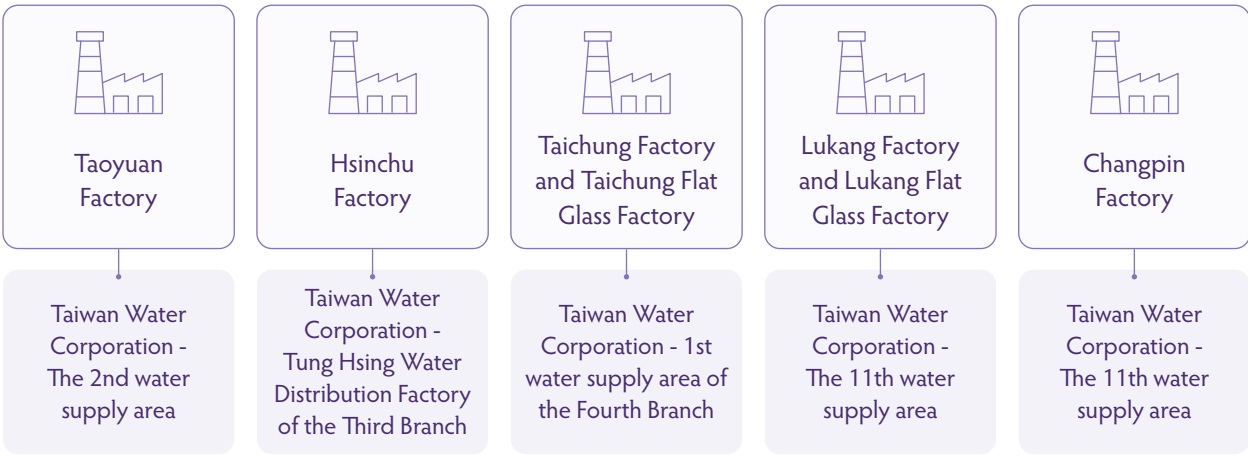 Taoyuan
Factory
Taiwan Water
Corporation -
The 2nd water
supply area
Hsinchu
Factory
Taiwan Water
Corporation -
Tung Hsing Water
Distribution Factory
of the Third Branch
Taichung Factory
and Taichung Flat
Glass Factory
Taiwan Water
Corporation - 1st
water supply area of
the Fourth Branch
Lukang Factory
and Lukang Flat
Glass Factory
Taiwan Water
Corporation -
The 11th water
supply area
Changpin
Factory
Taiwan Water
Corporation -
The 11th water
supply area